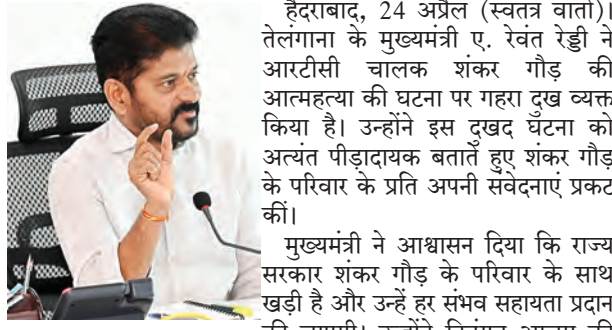 हैदराबाद, 24 अप्रैल (स्वतंत्र वार्ता)।
तेलंगाना के मुख्यमंत्री ए. रेवंत रेड्डी ने
आरटीसी चालक शंकर गौड़ की
आत्महत्या की घटना पर गहरा दुख व्यक्त
किया है। उन्होंने इस दुखद घटना को
अत्यंत पीड़ादायक बताते हुए शंकर गौड़
के परिवार के प्रति अपनी संवेदनाएं प्रकट
कीं।
मुख्यमंत्री ने आश्वासन दिया कि राज्य
सरकार शंकर गौड़ के परिवार के साथ
खड़ी है और उन्हें हर संभव सहायता प्रदान